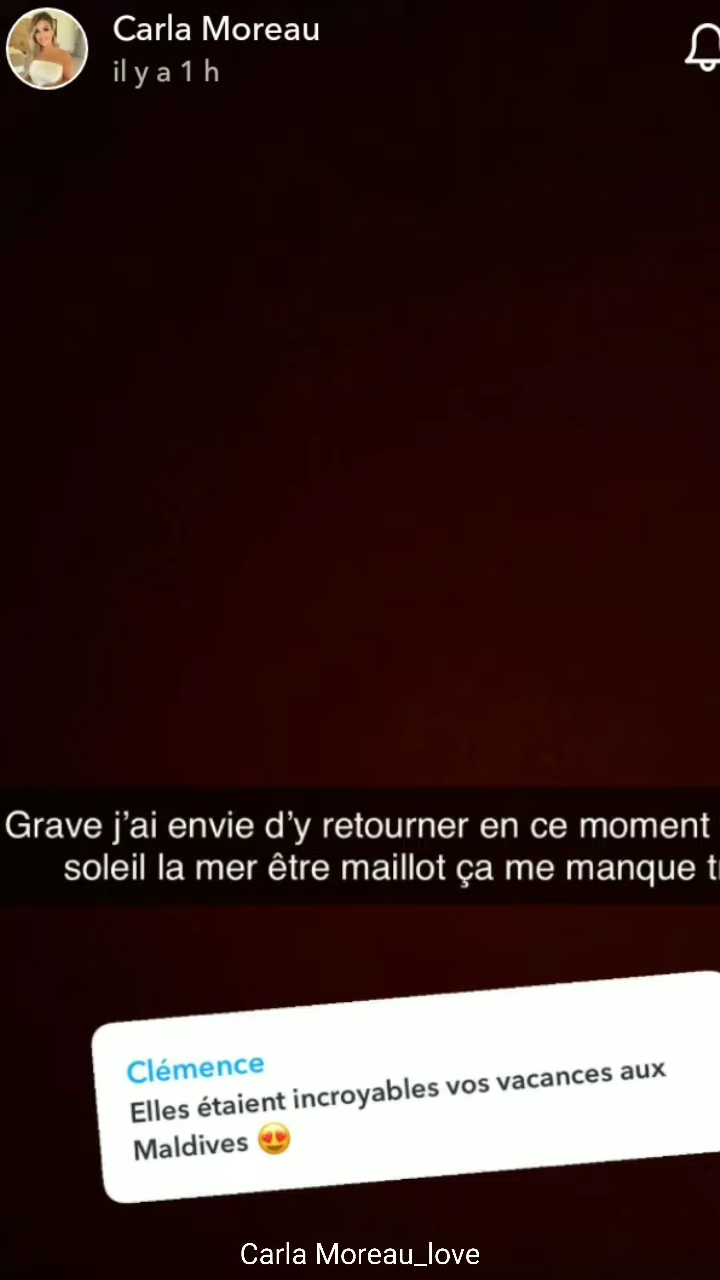 Carla Moreau
il y a 1 h
Grave j'ai envie d'y retourner en ce moment
soleil la mer être maillot ça me manque
Clémence
Elles étaient incroyables vos vacances aux
Maldives 😍
Carla Moreau_love